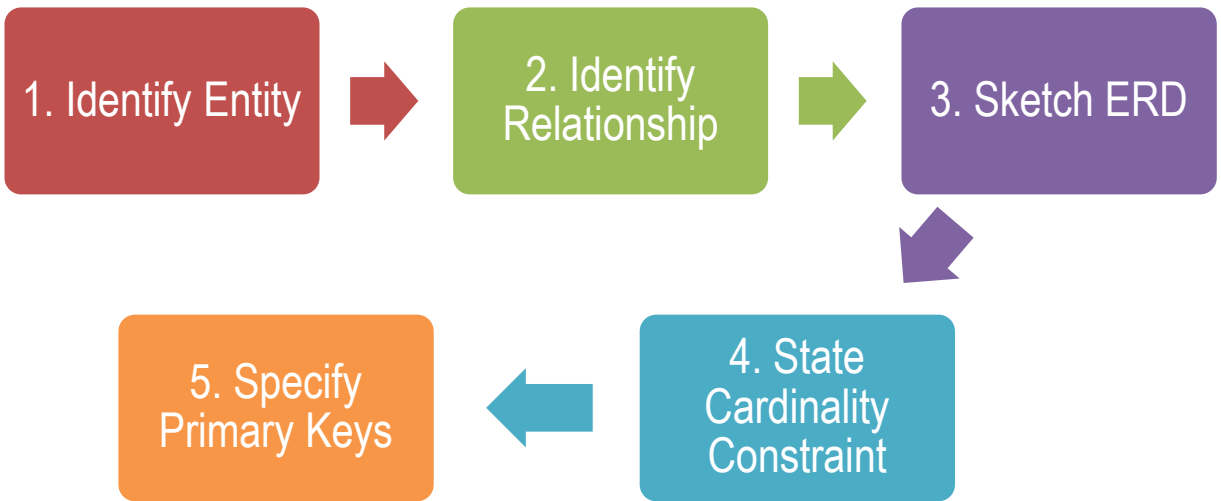 1. Identify Entity
2. Identify
Relationship
3. Sketch ERD
4. State
Cardinality
Constraint
5. Specify
Primary Keys